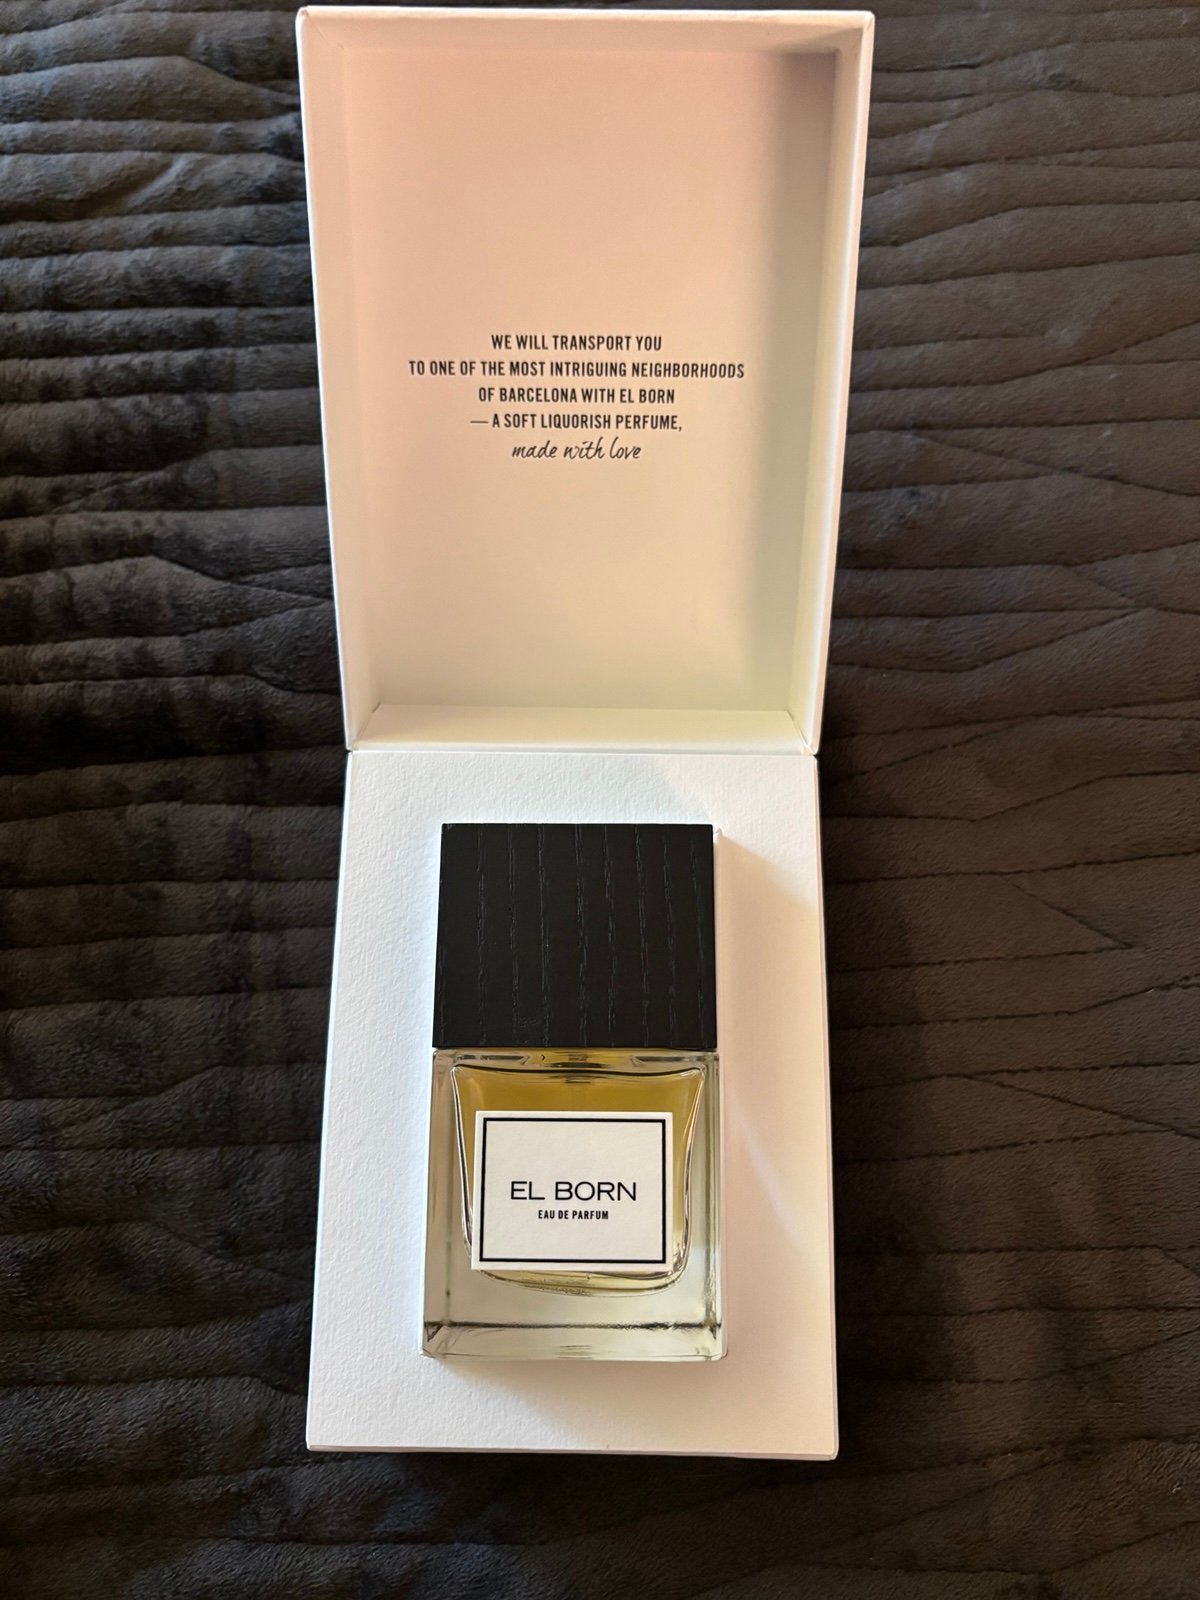 WE WILL TRANSPORT YOU
TO ONE OF THE MOST INTRIGUING NEIGHBORHOODS
OF BARCELONA WITH EL BORN
— A SOFT LIQUORISH PERFUME,
made with love
EL BORN
EAU DE PARFUM